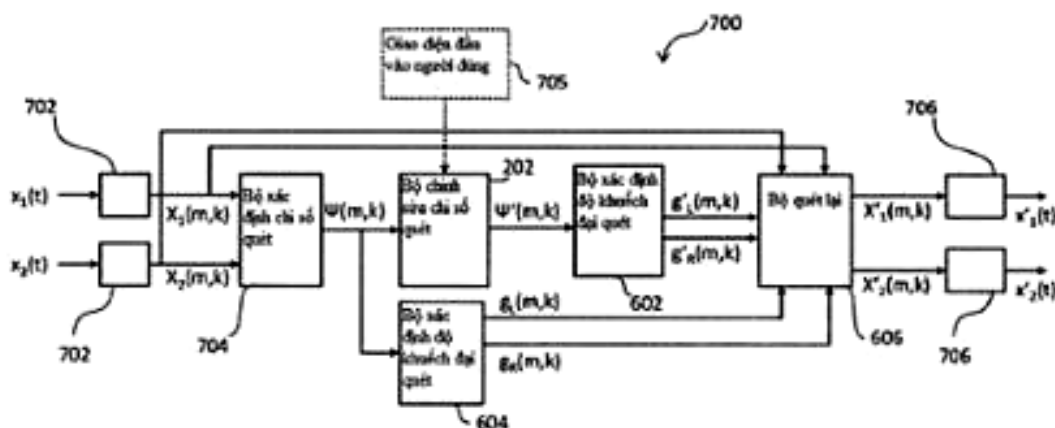 700
Giao diện đầu
vào người dùng
705
702
x₁(t)
X₁(m,k)
x₂(t)
X₂(m,k)
702
Bộ xác
định chỉ số
quét
704
Ψ(m,k)
Bộ chỉnh
sửa chỉ số
quét
202
Ψ'(m,k)
Bộ xác định
độ khuếch
đại quét
602
g'L(m,k)
g'R(m,k)
Bộ xác
định độ
khuếch đại
quét
604
gL(m,k)
gR(m,k)
Bộ quét lại
606
X'₁(m,k)
X'₂(m,k)
706
x'₁(t)
x'₂(t)
706